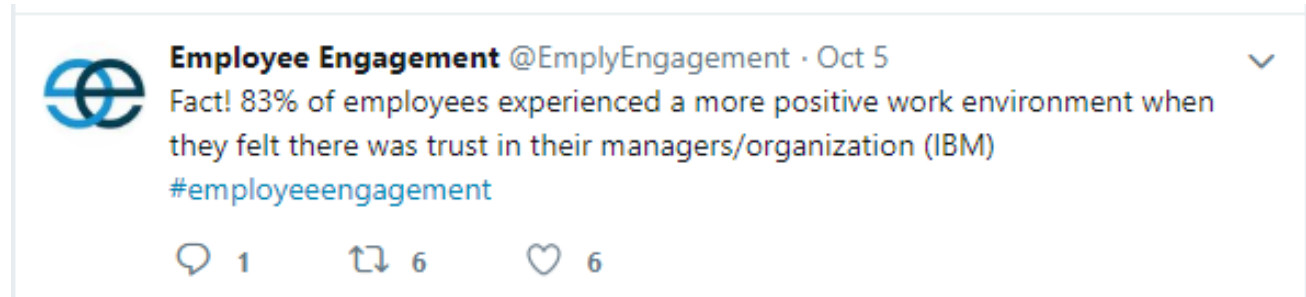 Employee Engagement @EmplyEngagement · Oct 5
Fact! 83% of employees experienced a more positive work environment when
they felt there was trust in their managers/organization (IBM)
#employeeengagement
1 6 6